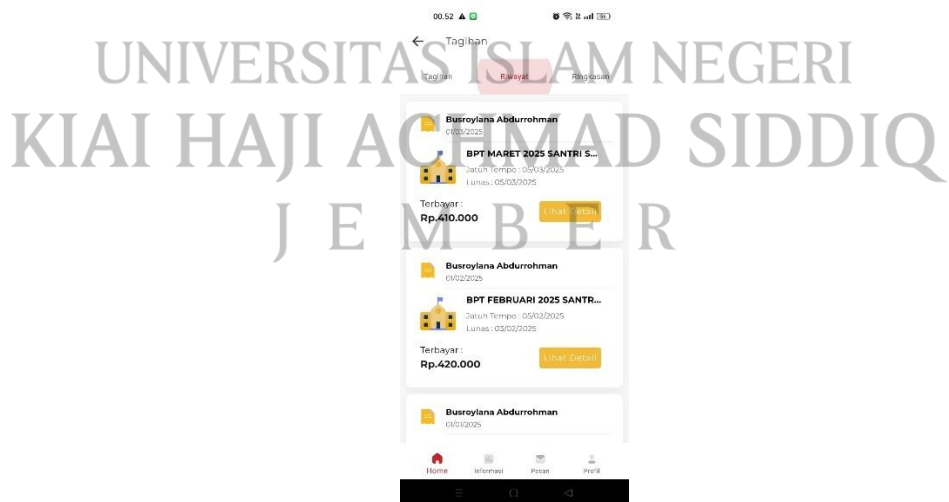 00.52
Tagihan
Tagihan Riwayat Ringkasan
UNIVERSITAS ISLAM NEGERI
KIAI HAJI ACHMAD SIDDIQ
JEMBER
Busroylana Abdurrohman
01/03/2025
BPT MARET 2025 SANTRI S...
Jatuh Tempo : 05/03/2025
Lunas : 05/03/2025
Terbayar :
Rp.410.000
Lihat Detail
Busroylana Abdurrohman
01/02/2025
BPT FEBRUARI 2025 SANTR...
Jatuh Tempo : 05/02/2025
Lunas : 03/02/2025
Terbayar :
Rp.420.000
Lihat Detail
Busroylana Abdurrohman
01/01/2025
Home Informasi Pesan Profil